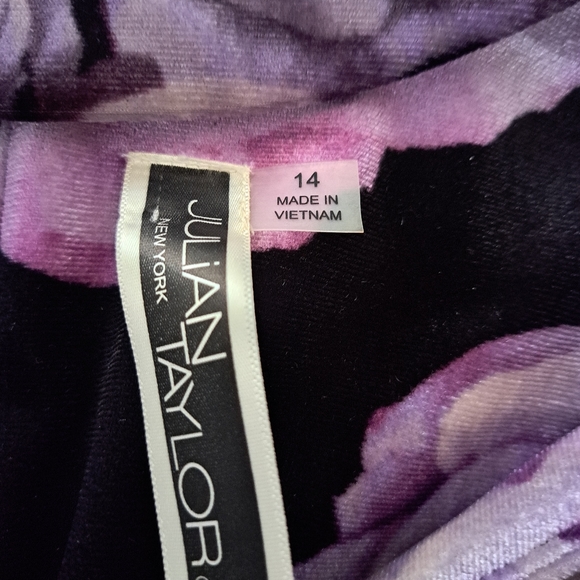 JULIAN
TAYLOR
NEW YORK
14
MADE IN
VIETNAM